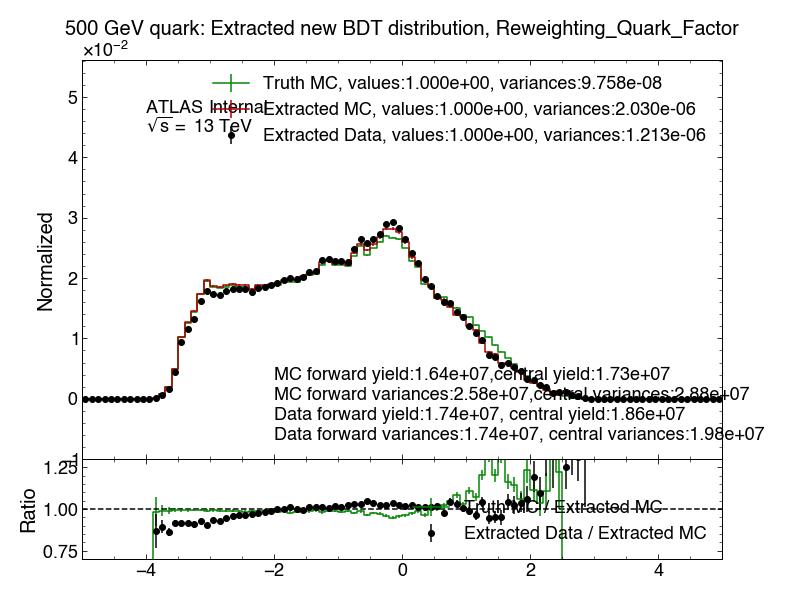 500 GeV quark: Extracted new BDT distribution, Reweighting_Quark_Factor
×10⁻²
Truth MC, values:1.000e+00, variances:9.758e-08
ATLAS Internal
Extracted MC, values:1.000e+00, variances:2.030e-06
√s = 13 TeV
Extracted Data, values:1.000e+00, variances:1.213e-06
5
4
3
2
1
0
1
Normalized
MC forward yield:1.64e+07,central yield:1.73e+07
MC forward variances:2.58e+07,central variances:2.88e+07
Data forward yield:1.74e+07, central yield:1.86e+07
Data forward variances:1.74e+07, central variances:1.98e+07
1.25
1.00
0.75
Ratio
Truth MC / Extracted MC
Extracted Data / Extracted MC
−4 −2 0 2 4